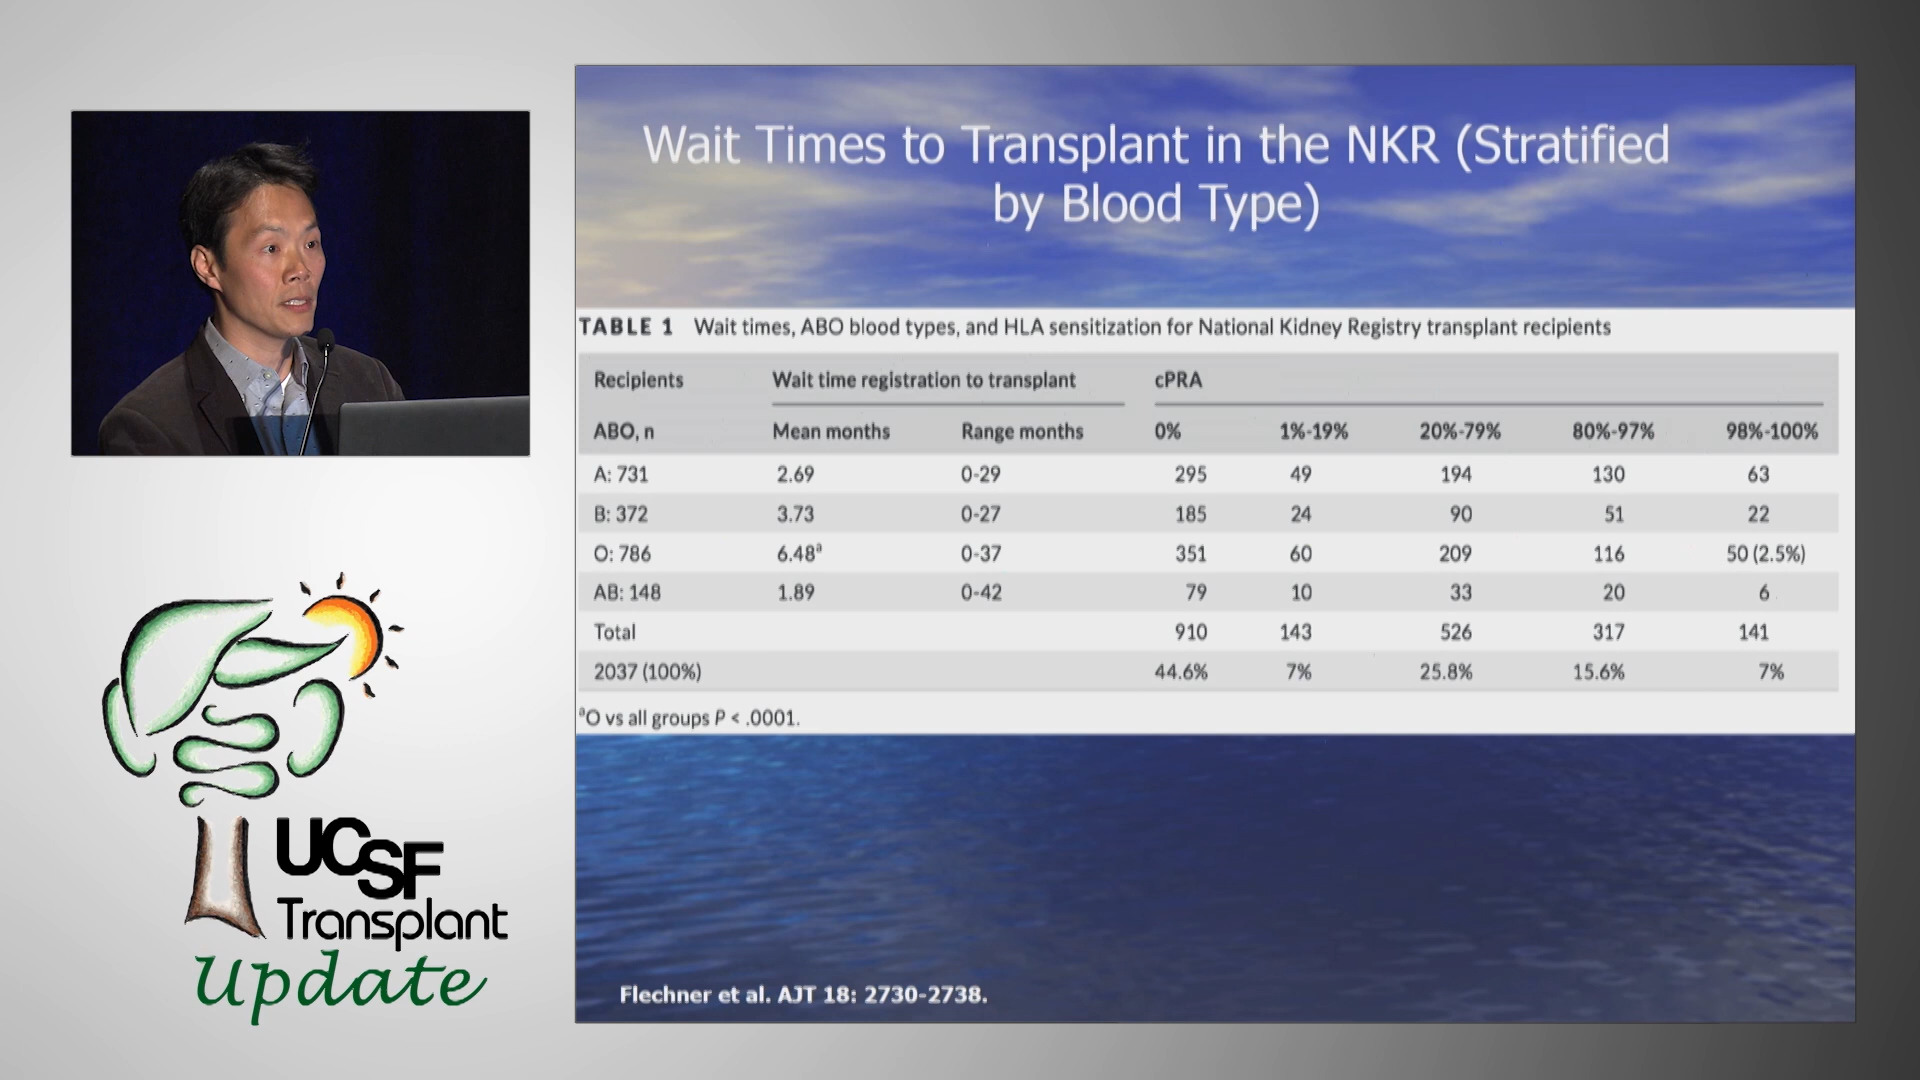 Wait Times to Transplant in the NKR (Stratified
by Blood Type)
TABLE 1 Wait times, ABO blood types, and HLA sensitization for National Kidney Registry transplant recipients
Recipients Wait time registration to transplant cPRA
ABO, n Mean months Range months 0% 1%-19% 20%-79% 80%-97% 98%-100%
A: 731 2.69 0-29 295 49 194 130 63
B: 372 3.73 0-27 185 24 90 51 22
O: 786 6.48a 0-37 351 60 209 116 50 (2.5%)
AB: 148 1.89 0-42 79 10 33 20 6
Total 910 143 526 317 141
2037 (100%) 44.6% 7% 25.8% 15.6% 7%
aO vs all groups P < .0001.
Flechner et al. AJT 18: 2730-2738.
UCSF
Transplant
Update